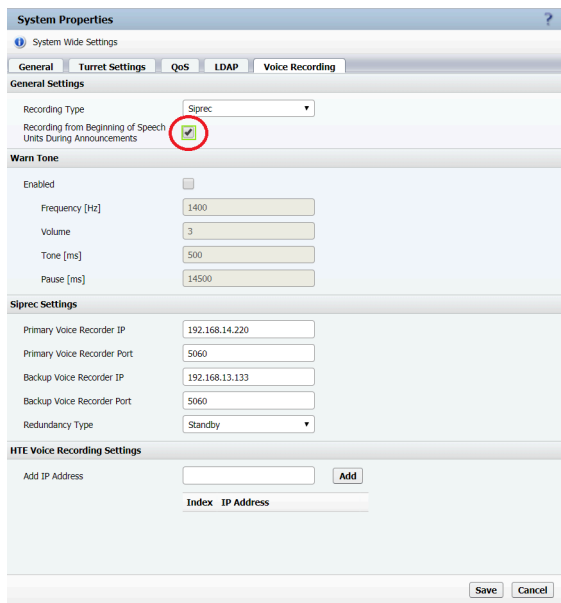 System Properties
?
System Wide Settings
General Turret Settings QoS LDAP Voice Recording
General Settings
Recording Type Siprec
Recording from Beginning of Speech
Units During Announcements
Warn Tone
Enabled
Frequency [Hz] 1400
Volume 3
Tone [ms] 500
Pause [ms] 14500
Siprec Settings
Primary Voice Recorder IP 192.168.14.220
Primary Voice Recorder Port 5060
Backup Voice Recorder IP 192.168.13.133
Backup Voice Recorder Port 5060
Redundancy Type Standby
HTE Voice Recording Settings
Add IP Address Add
Index IP Address
Save Cancel